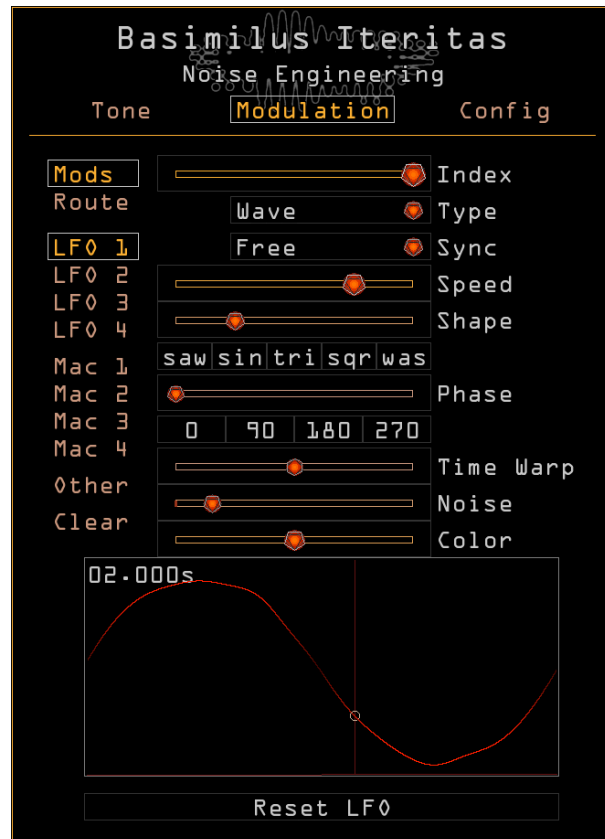 Basimilus Iteritas
Noise Engineering
Tone Modulation Config
Mods Index
Route Wave Type
LFO 1 Free Sync
LFO 2 Speed
LFO 3 Shape
LFO 4
saw sin tri sqr was
Mac 1
Mac 2 Phase
Mac 3 0 90 180 270
Mac 4
Time Warp
Other Noise
Clear Color
02.000s
Reset LFO